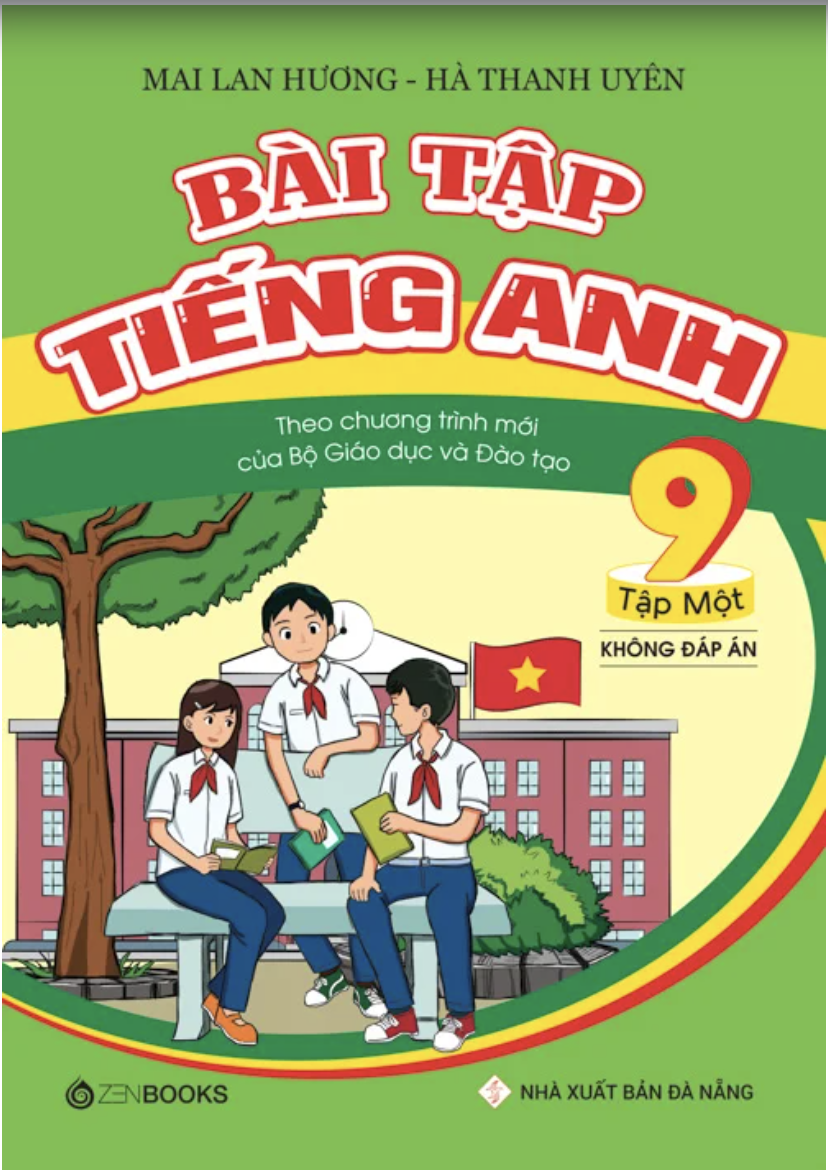 MAI LAN HƯƠNG - HÀ THANH UYÊN
BÀI TẬP
TIẾNG ANH
Theo chương trình mới
của Bộ Giáo dục và Đào tạo
9
Tập Một
KHÔNG ĐÁP ÁN
ZENBOOKS
NHÀ XUẤT BẢN ĐÀ NẴNG